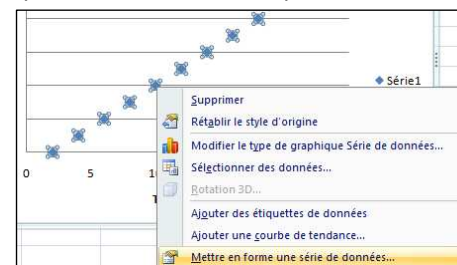 Série1
Supprimer
Rétablir le style d'origine
Modifier le type de graphique Série de données...
Sélectionner des données...
Rotation 3D...
Ajouter des étiquettes de données
Ajouter une courbe de tendance...
Mettre en forme une série de données...
0 5 10
T